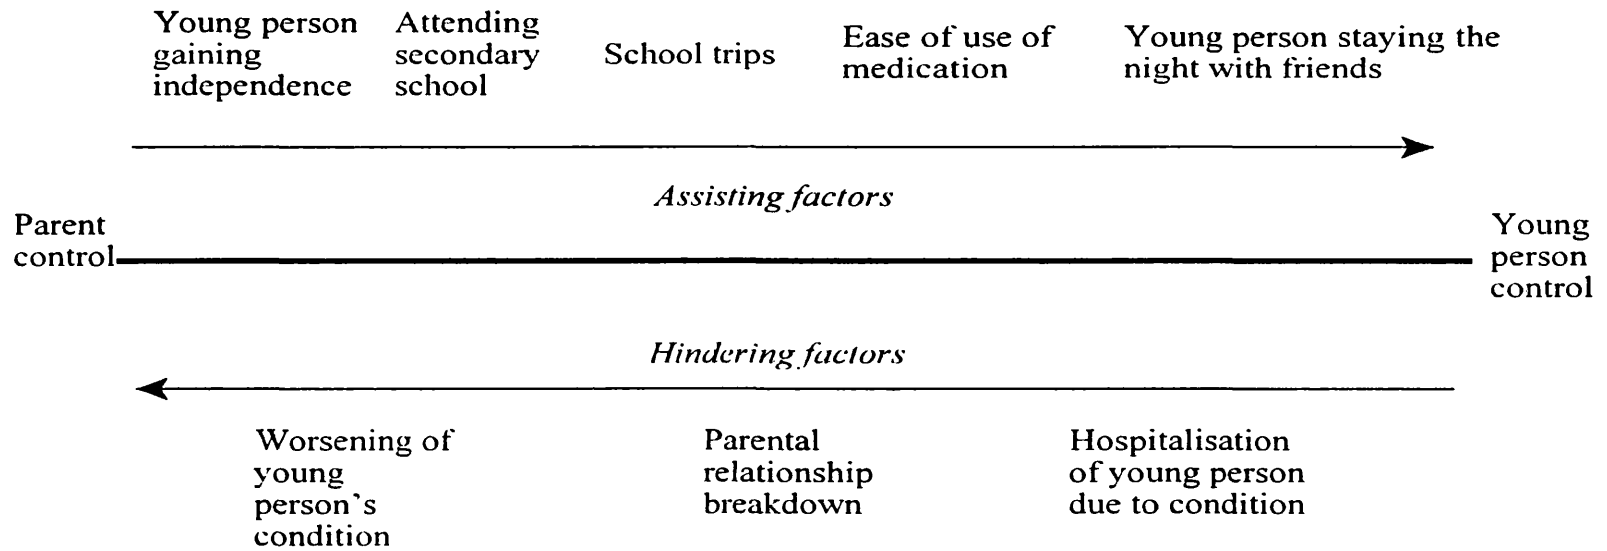 Young person
gaining
independence
Attending
secondary
school
School trips
Ease of use of
medication
Young person staying the
night with friends
Assisting factors
Parent
control
Young
person
control
Hindering factors
Worsening of
young
person's
condition
Parental
relationship
breakdown
Hospitalisation
of young person
due to condition